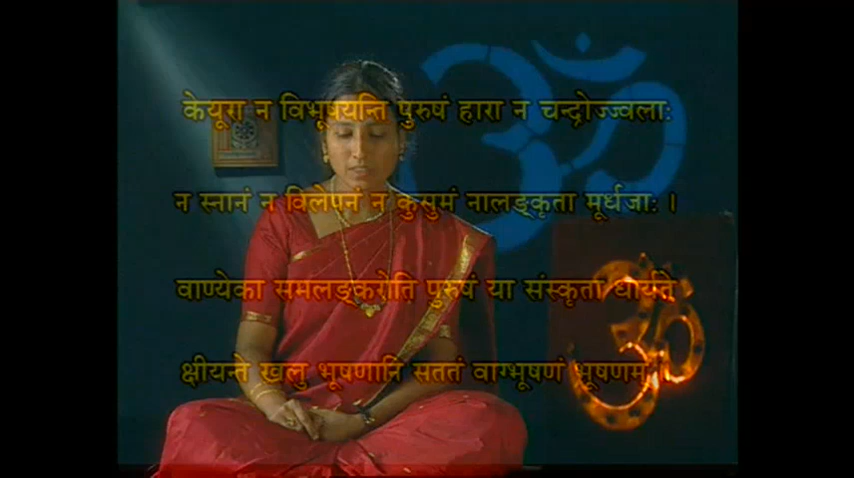 केयूरा न विभूषयन्ति पुरुषं हारा न चन्द्रोज्ज्वलाः
न स्नानं न विलेपनं न कुसुमं नालङ्कृता मूर्धजाः ।
वाण्येका समलङ्करोति पुरुषं या संस्कृता धार्यते
क्षीयन्ते खलु भूषणानि सततं वाग्भूषणं भूषणम् ।